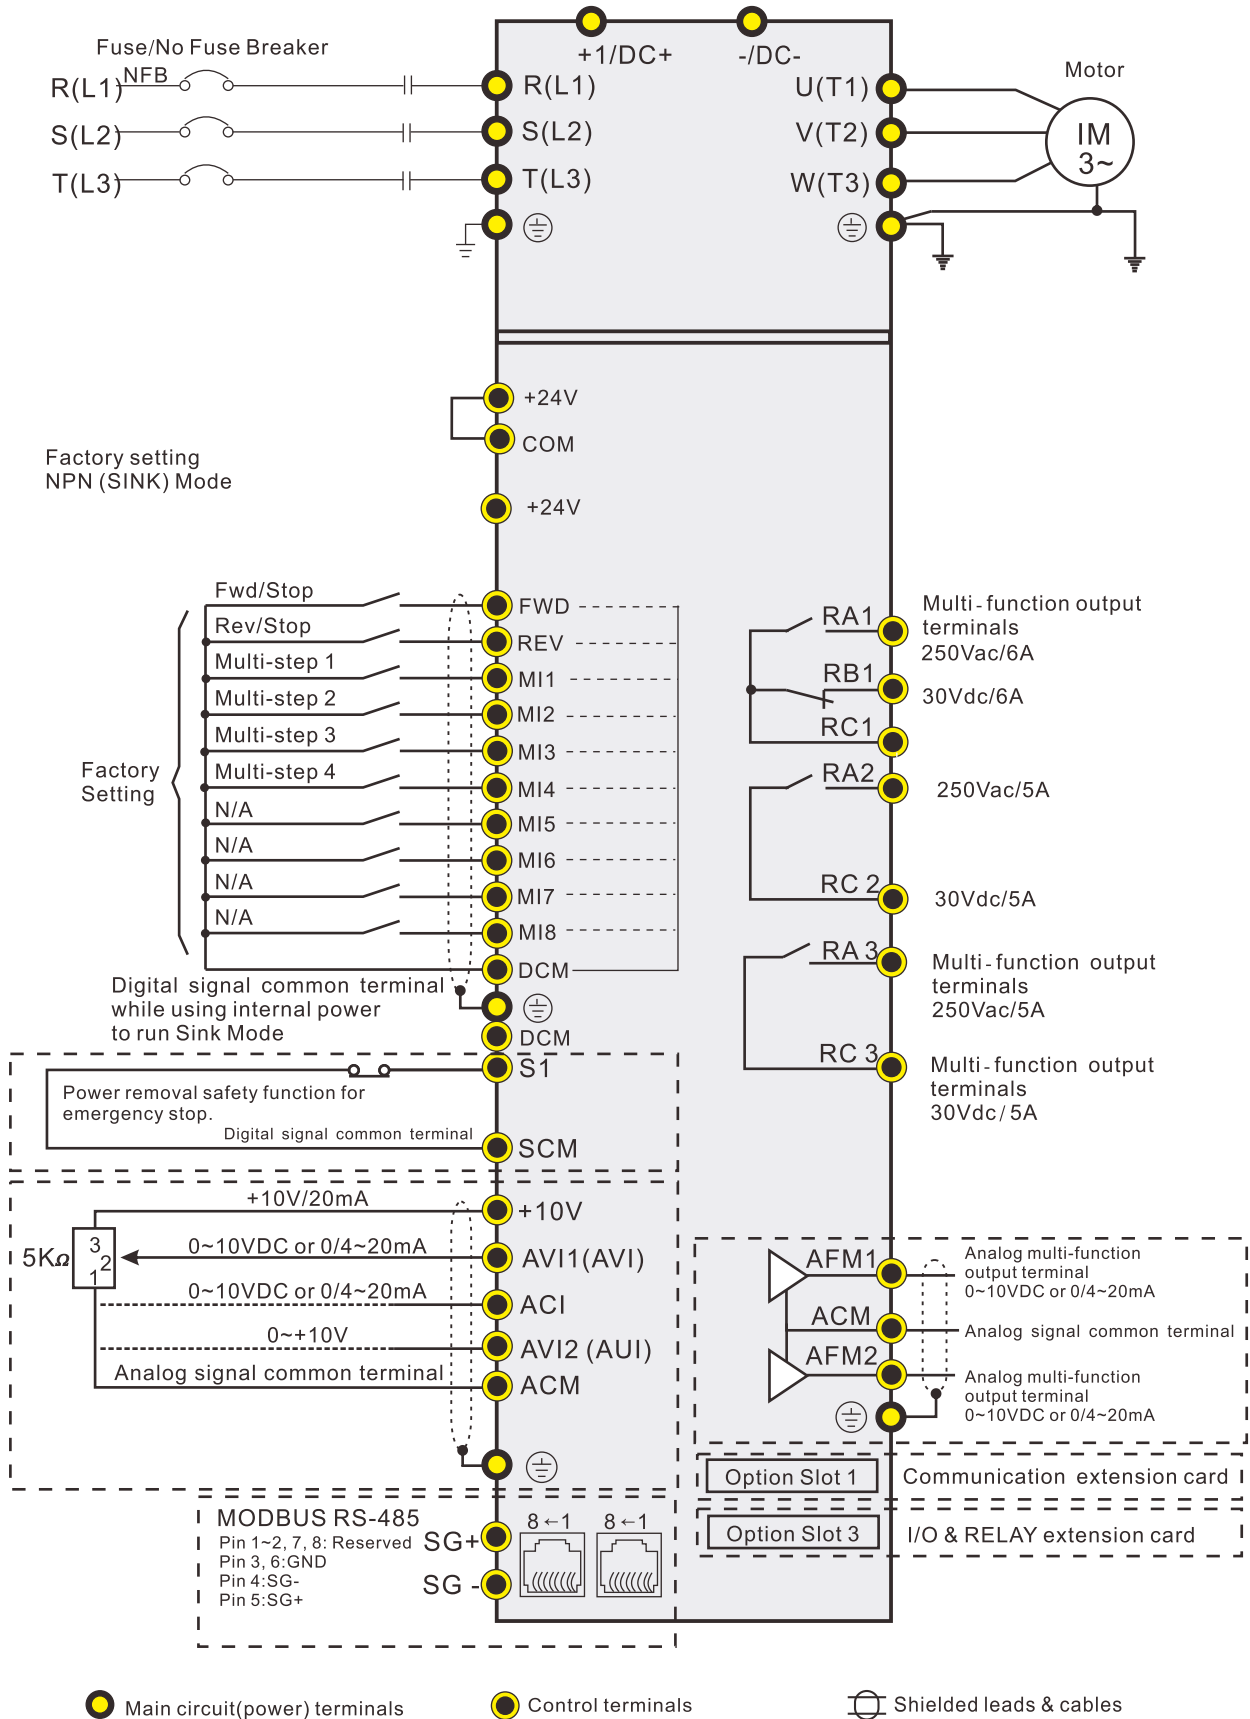 Fuse/No Fuse Breaker
+1/DC+
-/DC-
R(L1)
NFB
R(L1)
U(T1)
Motor
S(L2)
S(L2)
V(T2)
IM
3~
T(L3)
T(L3)
W(T3)
+24V
COM
Factory setting
NPN (SINK) Mode
+24V
Fwd/Stop
FWD
Rev/Stop
REV
Multi-step 1
MI1
Multi-step 2
MI2
Multi-step 3
MI3
Multi-step 4
MI4
Factory
Setting
N/A
MI5
N/A
MI6
N/A
MI7
N/A
MI8
DCM
Digital signal common terminal
while using internal power
to run Sink Mode
DCM
RA1
Multi-function output
terminals
250Vac/6A
RB1
30Vdc/6A
RC1
RA2
250Vac/5A
RC 2
30Vdc/5A
RA 3
Multi-function output
terminals
250Vac/5A
RC 3
Multi-function output
terminals
30Vdc/5A
S1
Power removal safety function for
emergency stop.
Digital signal common terminal
SCM
+10V/20mA
+10V
5KΩ
3
2
1
0~10VDC or 0/4~20mA
AVI1(AVI)
0~10VDC or 0/4~20mA
ACI
0~+10V
AVI2 (AUI)
Analog signal common terminal
ACM
AFM1
Analog multi-function
output terminal
0~10VDC or 0/4~20mA
ACM
Analog signal common terminal
AFM2
Analog multi-function
output terminal
0~10VDC or 0/4~20mA
Option Slot 1
Communication extension card
Option Slot 3
I/O & RELAY extension card
MODBUS RS-485
Pin 1~2, 7, 8: Reserved
Pin 3, 6:GND
Pin 4:SG-
Pin 5:SG+
SG+
SG -
8←1
8←1
Main circuit(power) terminals
Control terminals
Shielded leads & cables